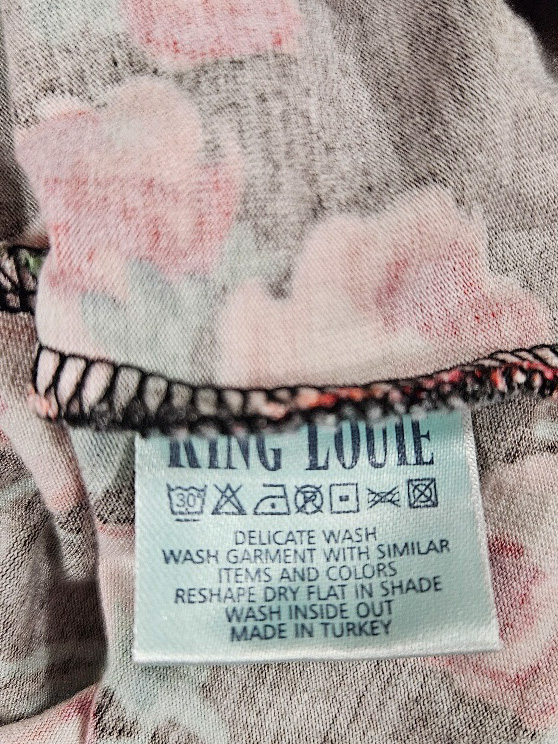 KING LOUIE
30°
DELICATE WASH
WASH GARMENT WITH SIMILAR
ITEMS AND COLORS
RESHAPE DRY FLAT IN SHADE
WASH INSIDE OUT
MADE IN TURKEY